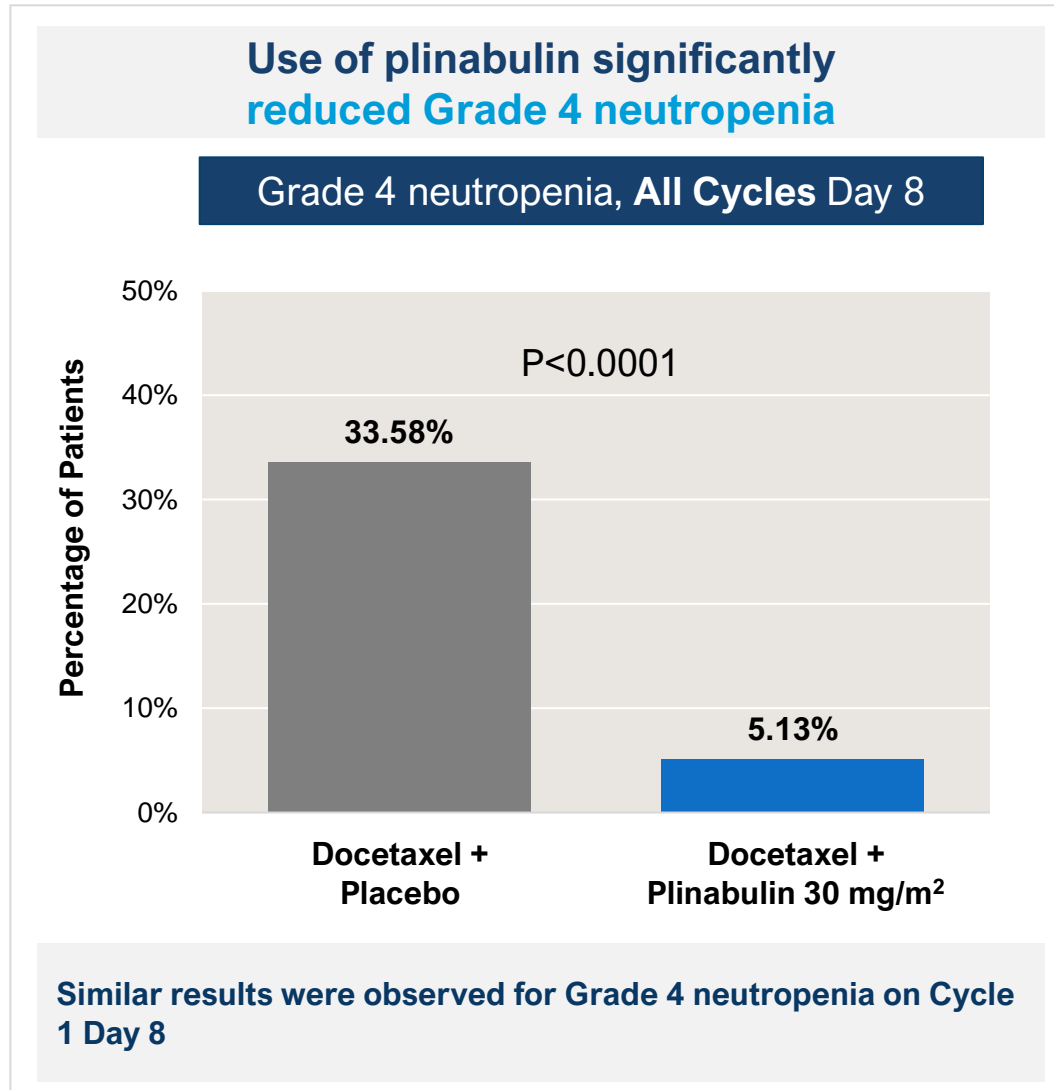 Use of plinabulin significantly
reduced Grade 4 neutropenia
Grade 4 neutropenia, All Cycles Day 8
50%
40%
30%
20%
10%
0%
Percentage of Patients
P<0.0001
33.58%
5.13%
Docetaxel +
Placebo
Docetaxel +
Plinabulin 30 mg/m²
Similar results were observed for Grade 4 neutropenia on Cycle
1 Day 8